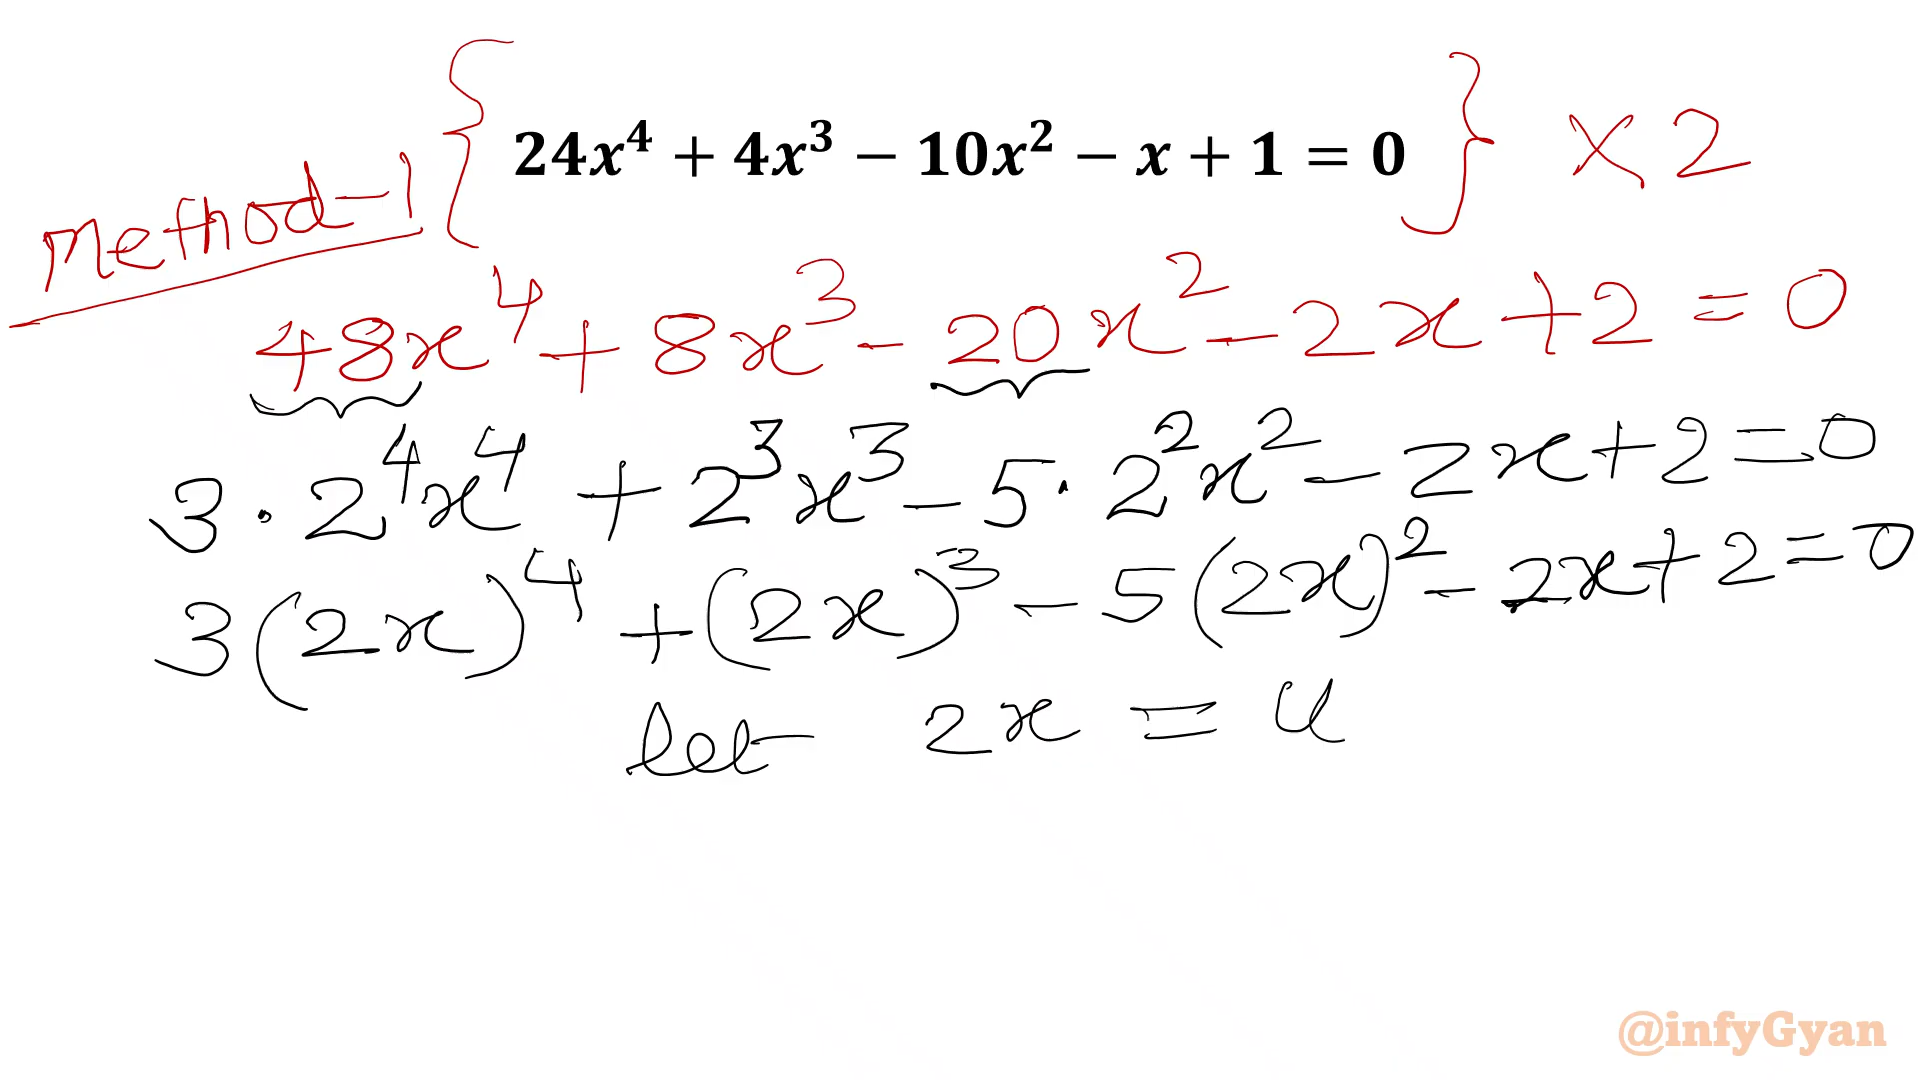 24x⁴ + 4x³ − 10x² − x + 1 = 0 } × 2
Method-1 {
48x⁴ + 8x³ − 20x² − 2x + 2 = 0
3 · 2⁴x⁴ + 2³x³ − 5 · 2²x² − 2x + 2 = 0
3(2x)⁴ + (2x)³ − 5(2x)² − 2x + 2 = 0
let 2x = u
@infyGyan